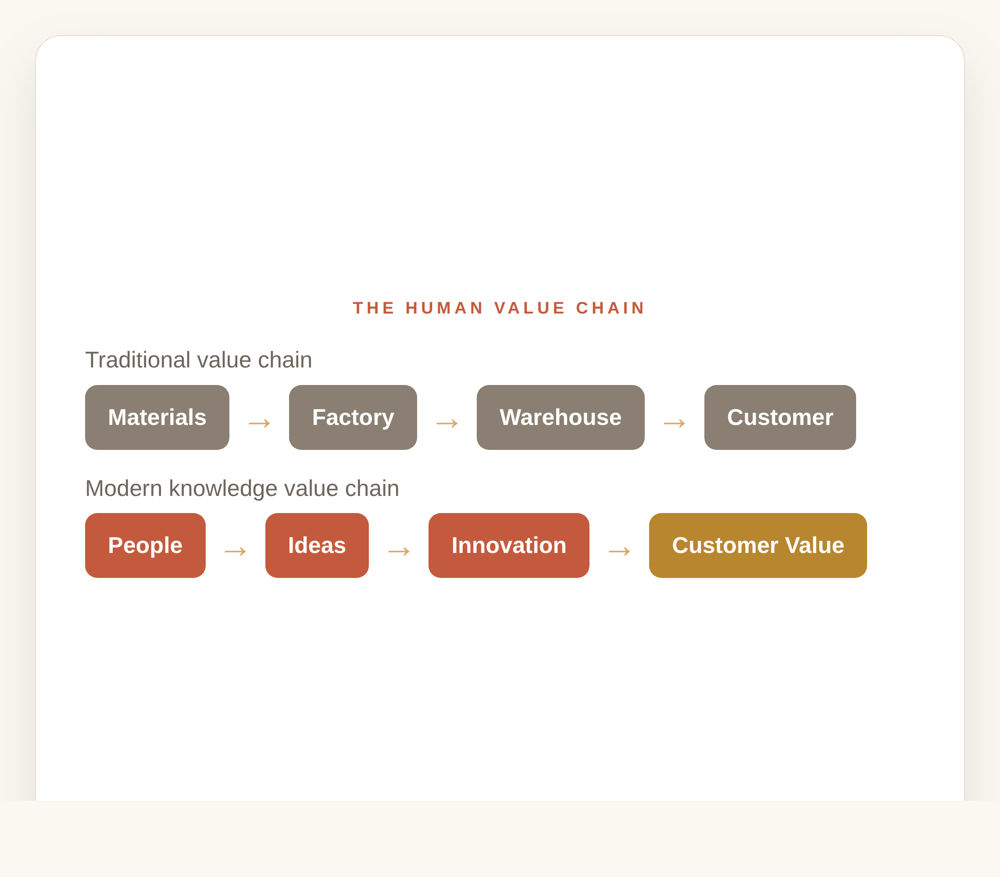 THE HUMAN VALUE CHAIN
Traditional value chain
Materials → Factory → Warehouse → Customer
Modern knowledge value chain
People → Ideas → Innovation → Customer Value